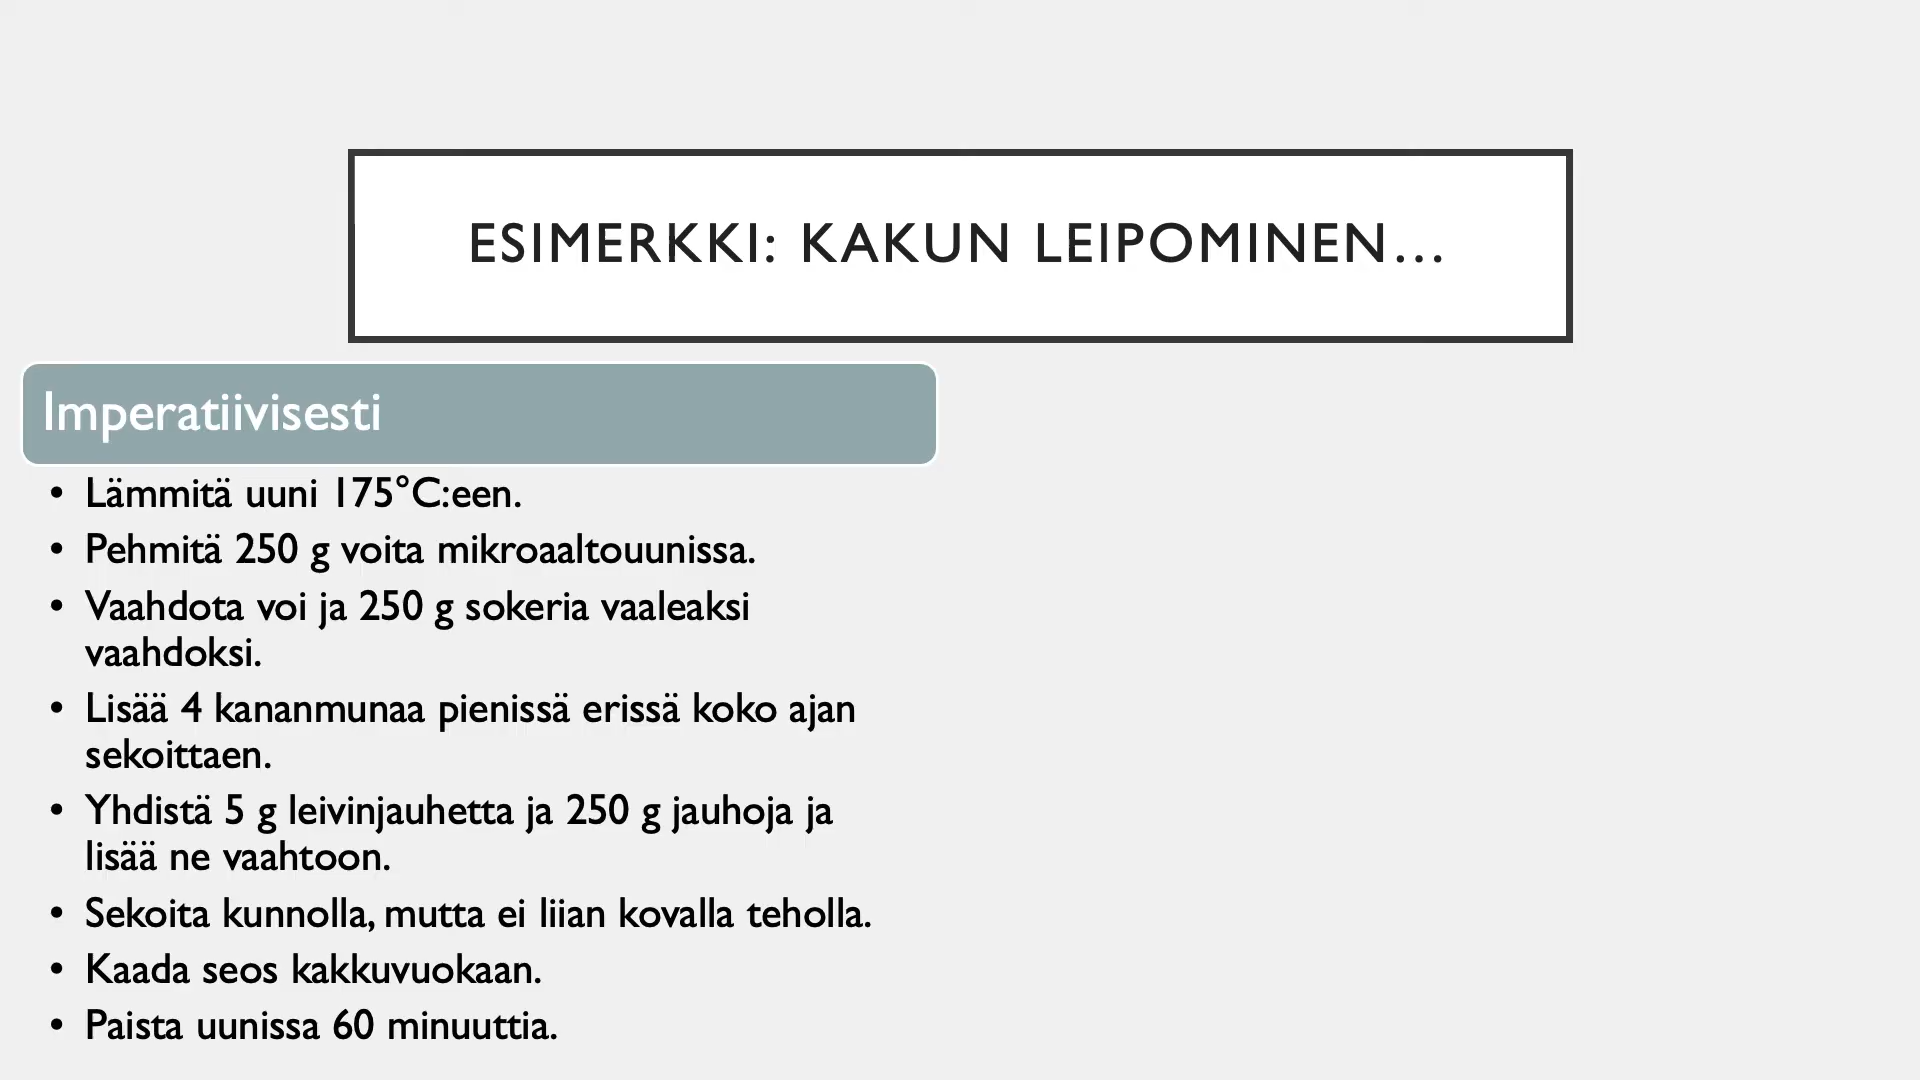 ESIMERKKI: KAKUN LEIPOMINEN…
Imperatiivisesti
• Lämmitä uuni 175°C:een.
• Pehmitä 250 g voita mikroaaltouunissa.
• Vaahdota voi ja 250 g sokeria vaaleaksi
vaahdoksi.
• Lisää 4 kananmunaa pienissä erissä koko ajan
sekoittaen.
• Yhdistä 5 g leivinjauhetta ja 250 g jauhoja ja
lisää ne vaahtoon.
• Sekoita kunnolla, mutta ei liian kovalla teholla.
• Kaada seos kakkuvuokaan.
• Paista uunissa 60 minuuttia.